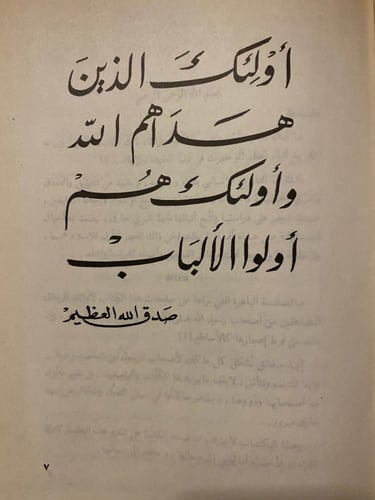 أولئك الذين
هداهم الله
وأولئك هم
أولوا الألباب
صدق الله العظيم
٧